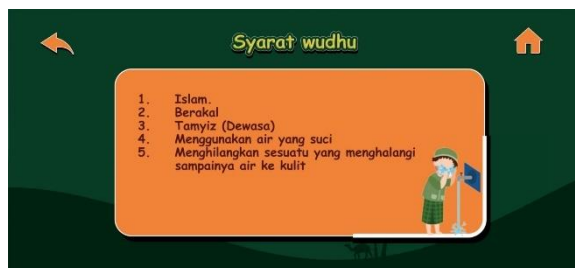 Syarat wudhu
1. Islam.
2. Berakal
3. Tamyiz (Dewasa)
4. Menggunakan air yang suci
5. Menghilangkan sesuatu yang menghalangi
sampainya air ke kulit